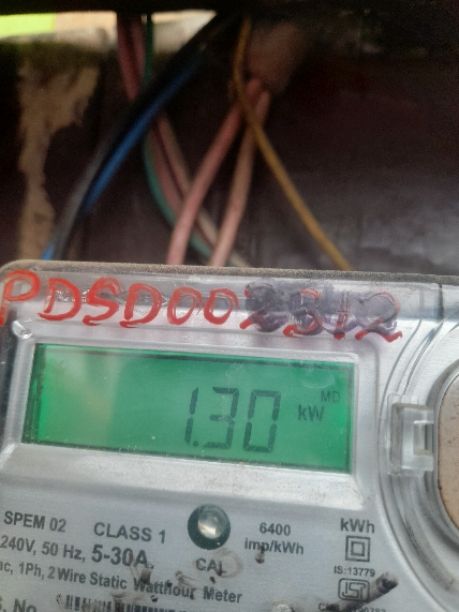 PDSD00
MD
1.30 kW
SPEM 02 CLASS 1 6400 kWh
240V, 50 Hz, 5-30A imp/kWh
CAL IS:13779
1Ph, 2 Wire Static Watthour Meter
S. No